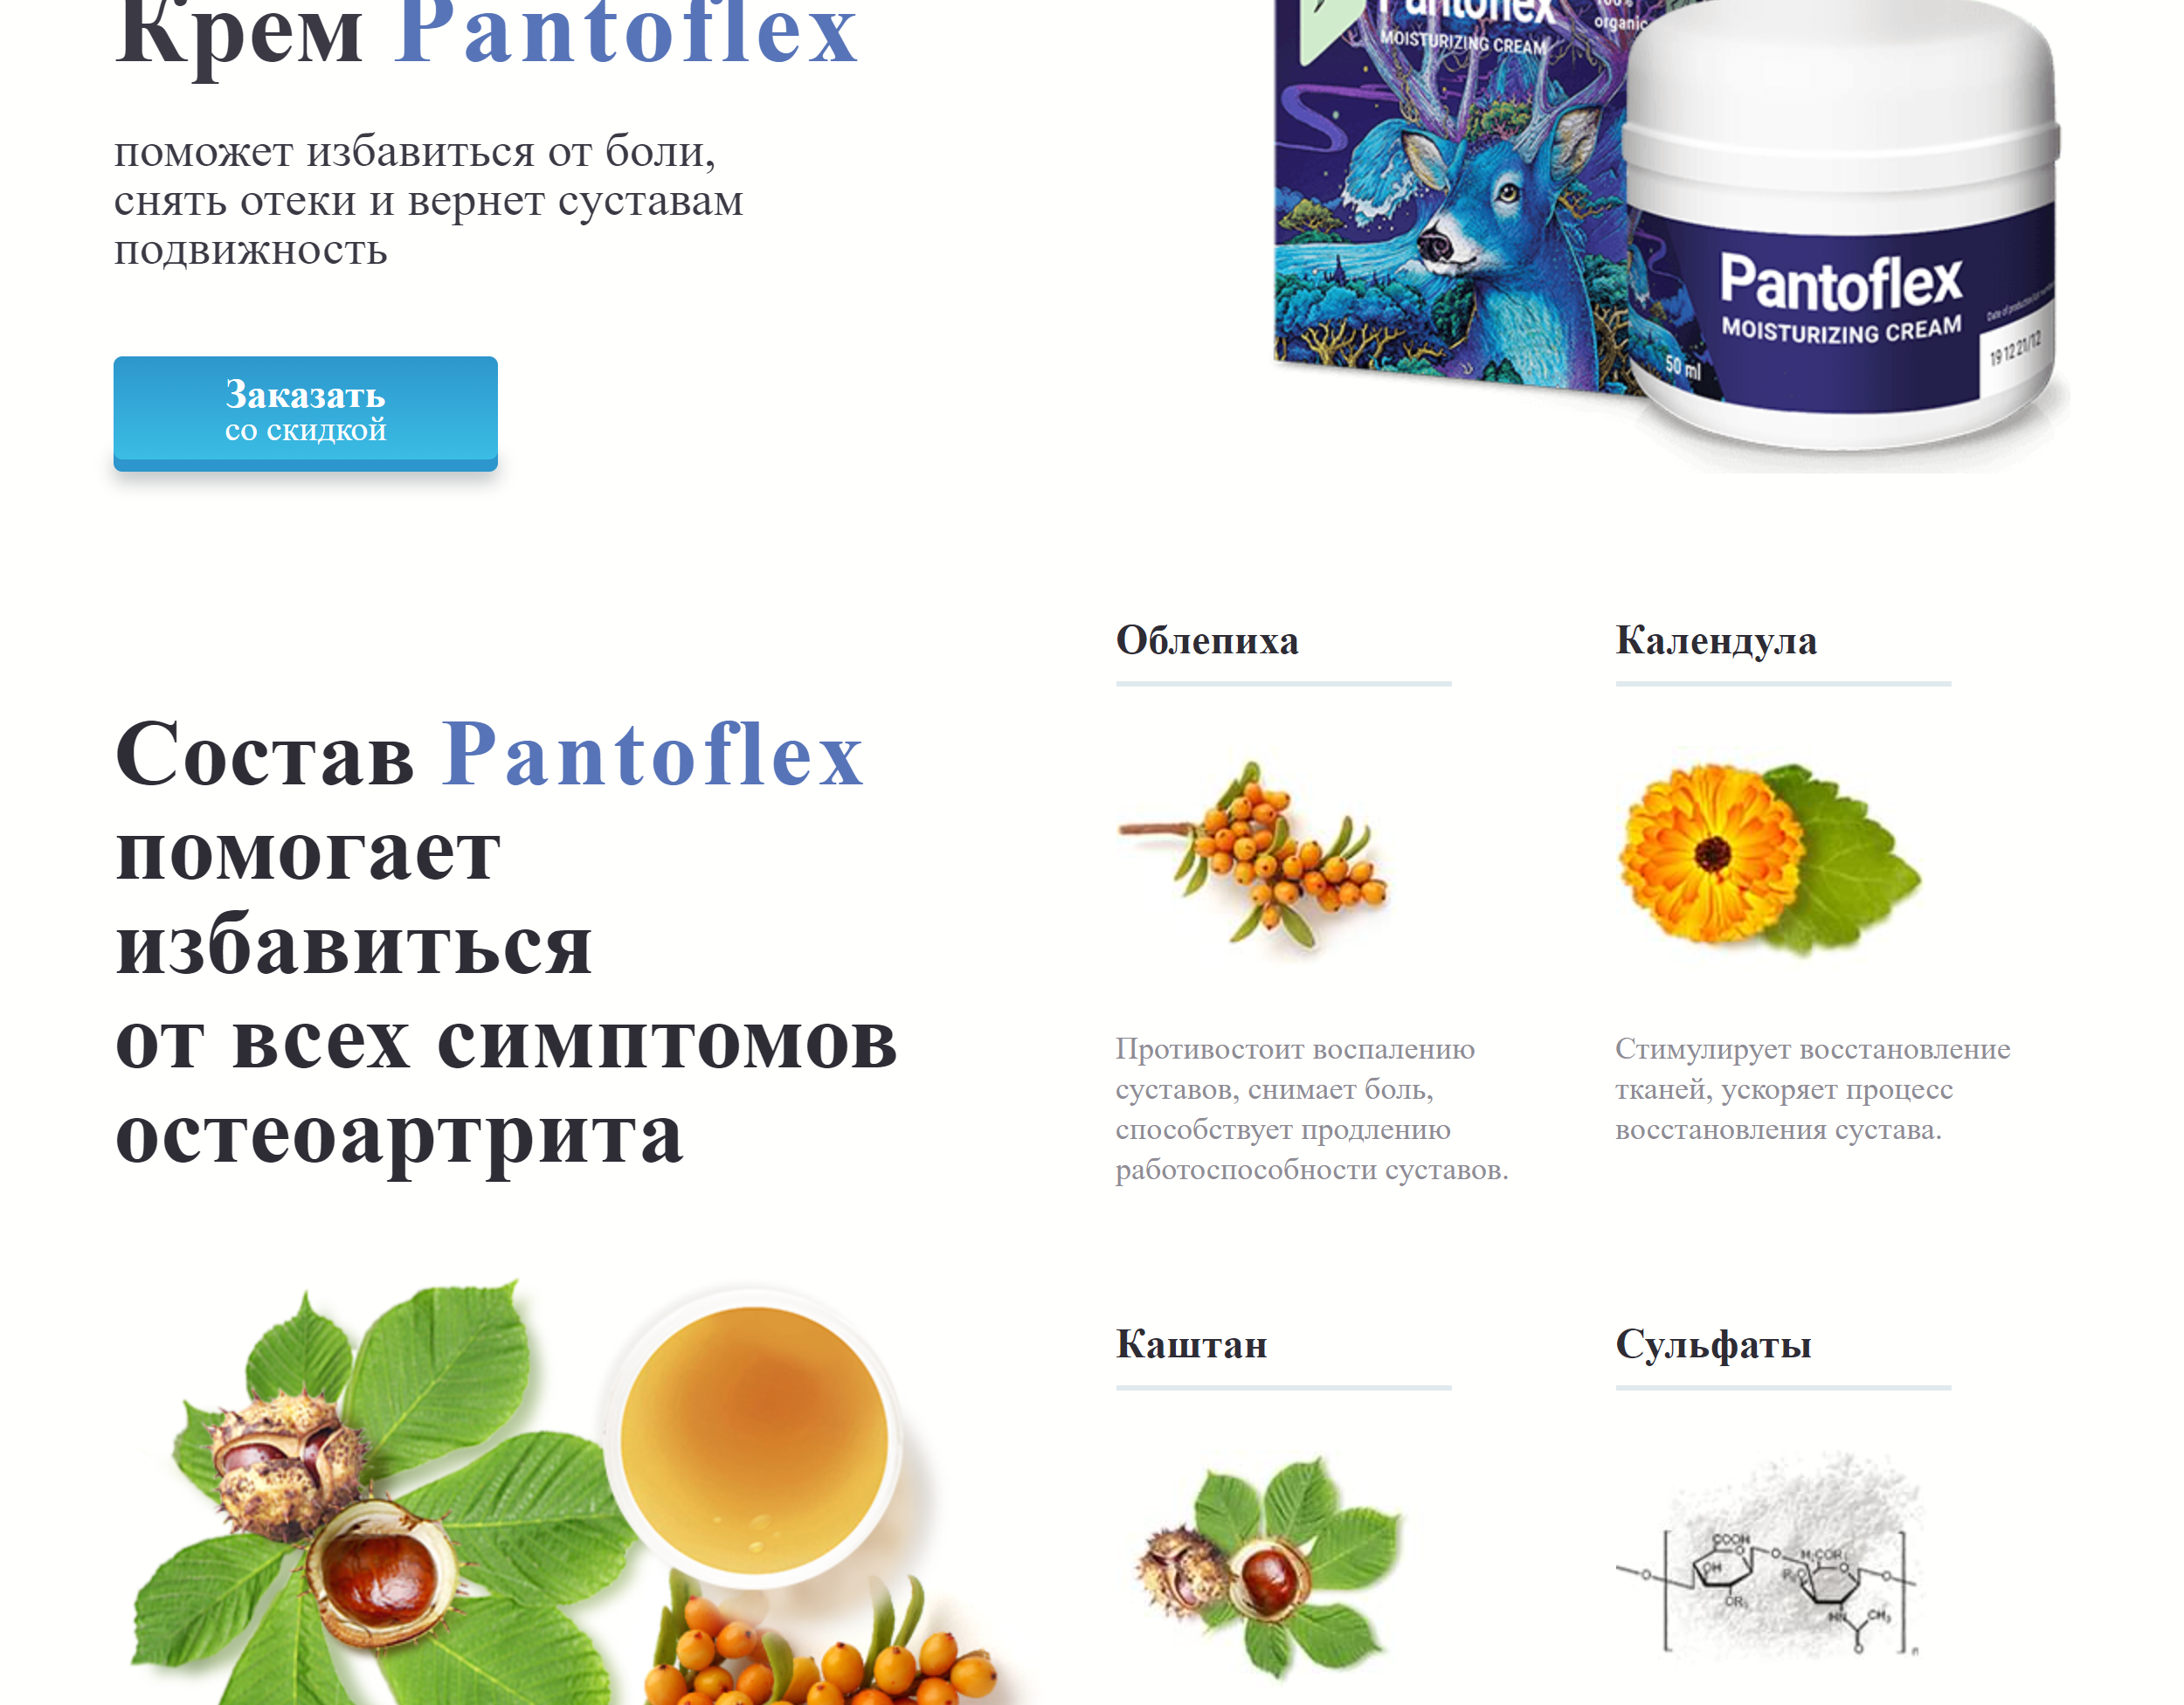 Крем Pantoflex
поможет избавиться от боли,
снять отеки и вернет суставам
подвижность
Заказать
со скидкой
Pantoflex
MOISTURIZING CREAM
100%
organic
Pantoflex
MOISTURIZING CREAM
50 ml
19 12 21/12
Состав Pantoflex
помогает
избавиться
от всех симптомов
остеоартрита
Облепиха
Противостоит воспалению
суставов, снимает боль,
способствует продлению
работоспособности суставов.
Календула
Стимулирует восстановление
тканей, ускоряет процесс
восстановления сустава.
Каштан
Сульфаты
COOH
OH
OR
HN
CH₃
n